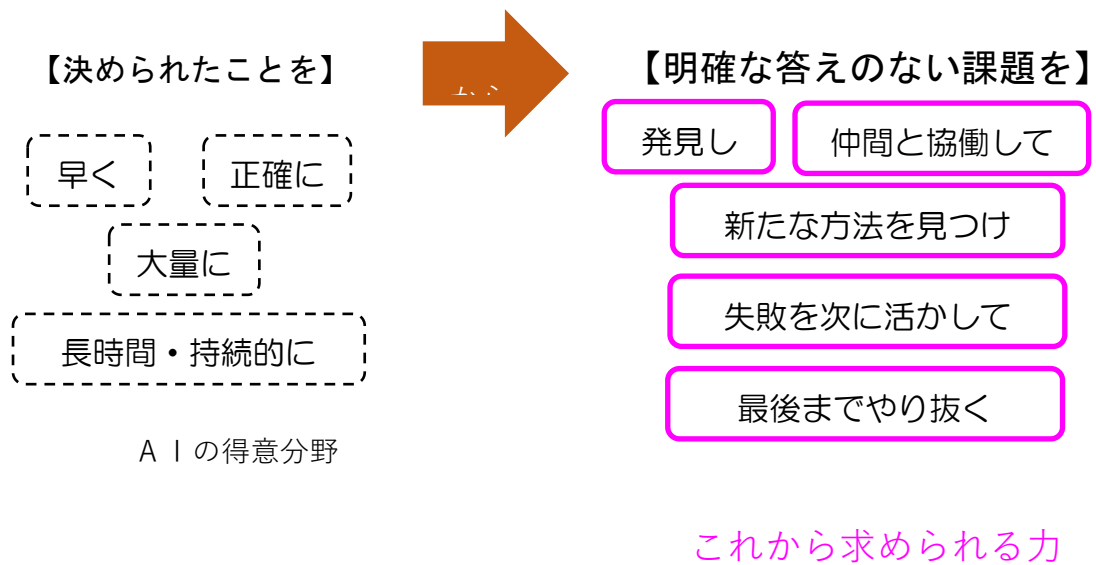 【決められたことを】
早く
正確に
大量に
長時間・持続的に
ＡＩの得意分野
から
【明確な答えのない課題を】
発見し
仲間と協働して
新たな方法を見つけ
失敗を次に活かして
最後までやり抜く
これから求められる力